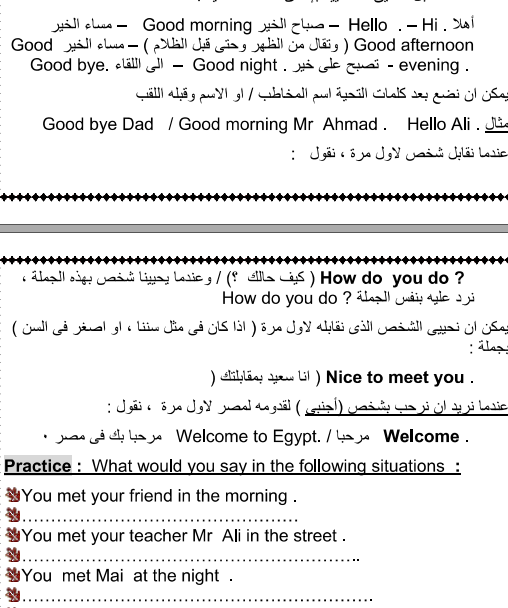 أهلا . Hello . – Hi – صباح الخير Good morning – مساء الخير
Good afternoon ( وتقال من الظهر وحتى قبل الظلام ) – مساء الخير Good
evening . - تصبح على خير . Good night – الى اللقاء .Good bye .
يمكن ان نضع بعد كلمات التحية اسم المخاطب / او الاسم وقبله اللقب
مثال . Hello Ali . Good morning Mr Ahmad / Good bye Dad
عندما نقابل شخص لاول مرة ، نقول :
How do you do ? ( كيف حالك ؟) / وعندما يحيينا شخص بهذه الجملة ،
نرد عليه بنفس الجملة ? How do you do
يمكن ان نحييى الشخص الذى نقابله لاول مرة ( اذا كان فى مثل سننا ، او اصغر فى السن )
بجملة :
Nice to meet you . ( انا سعيد بمقابلتك (
عندما نريد ان نرحب بشخص (أجنبي ) لقدومه لمصر لاول مرة ، نقول :
Welcome . مرحبا / .Welcome to Egypt مرحبا بك فى مصر ٠
Practice : What would you say in the following situations :
You met your friend in the morning .
………………………………………….
You met your teacher Mr Ali in the street .
…………………………………………………..
You met Mai at the night .
…………………………………………………….